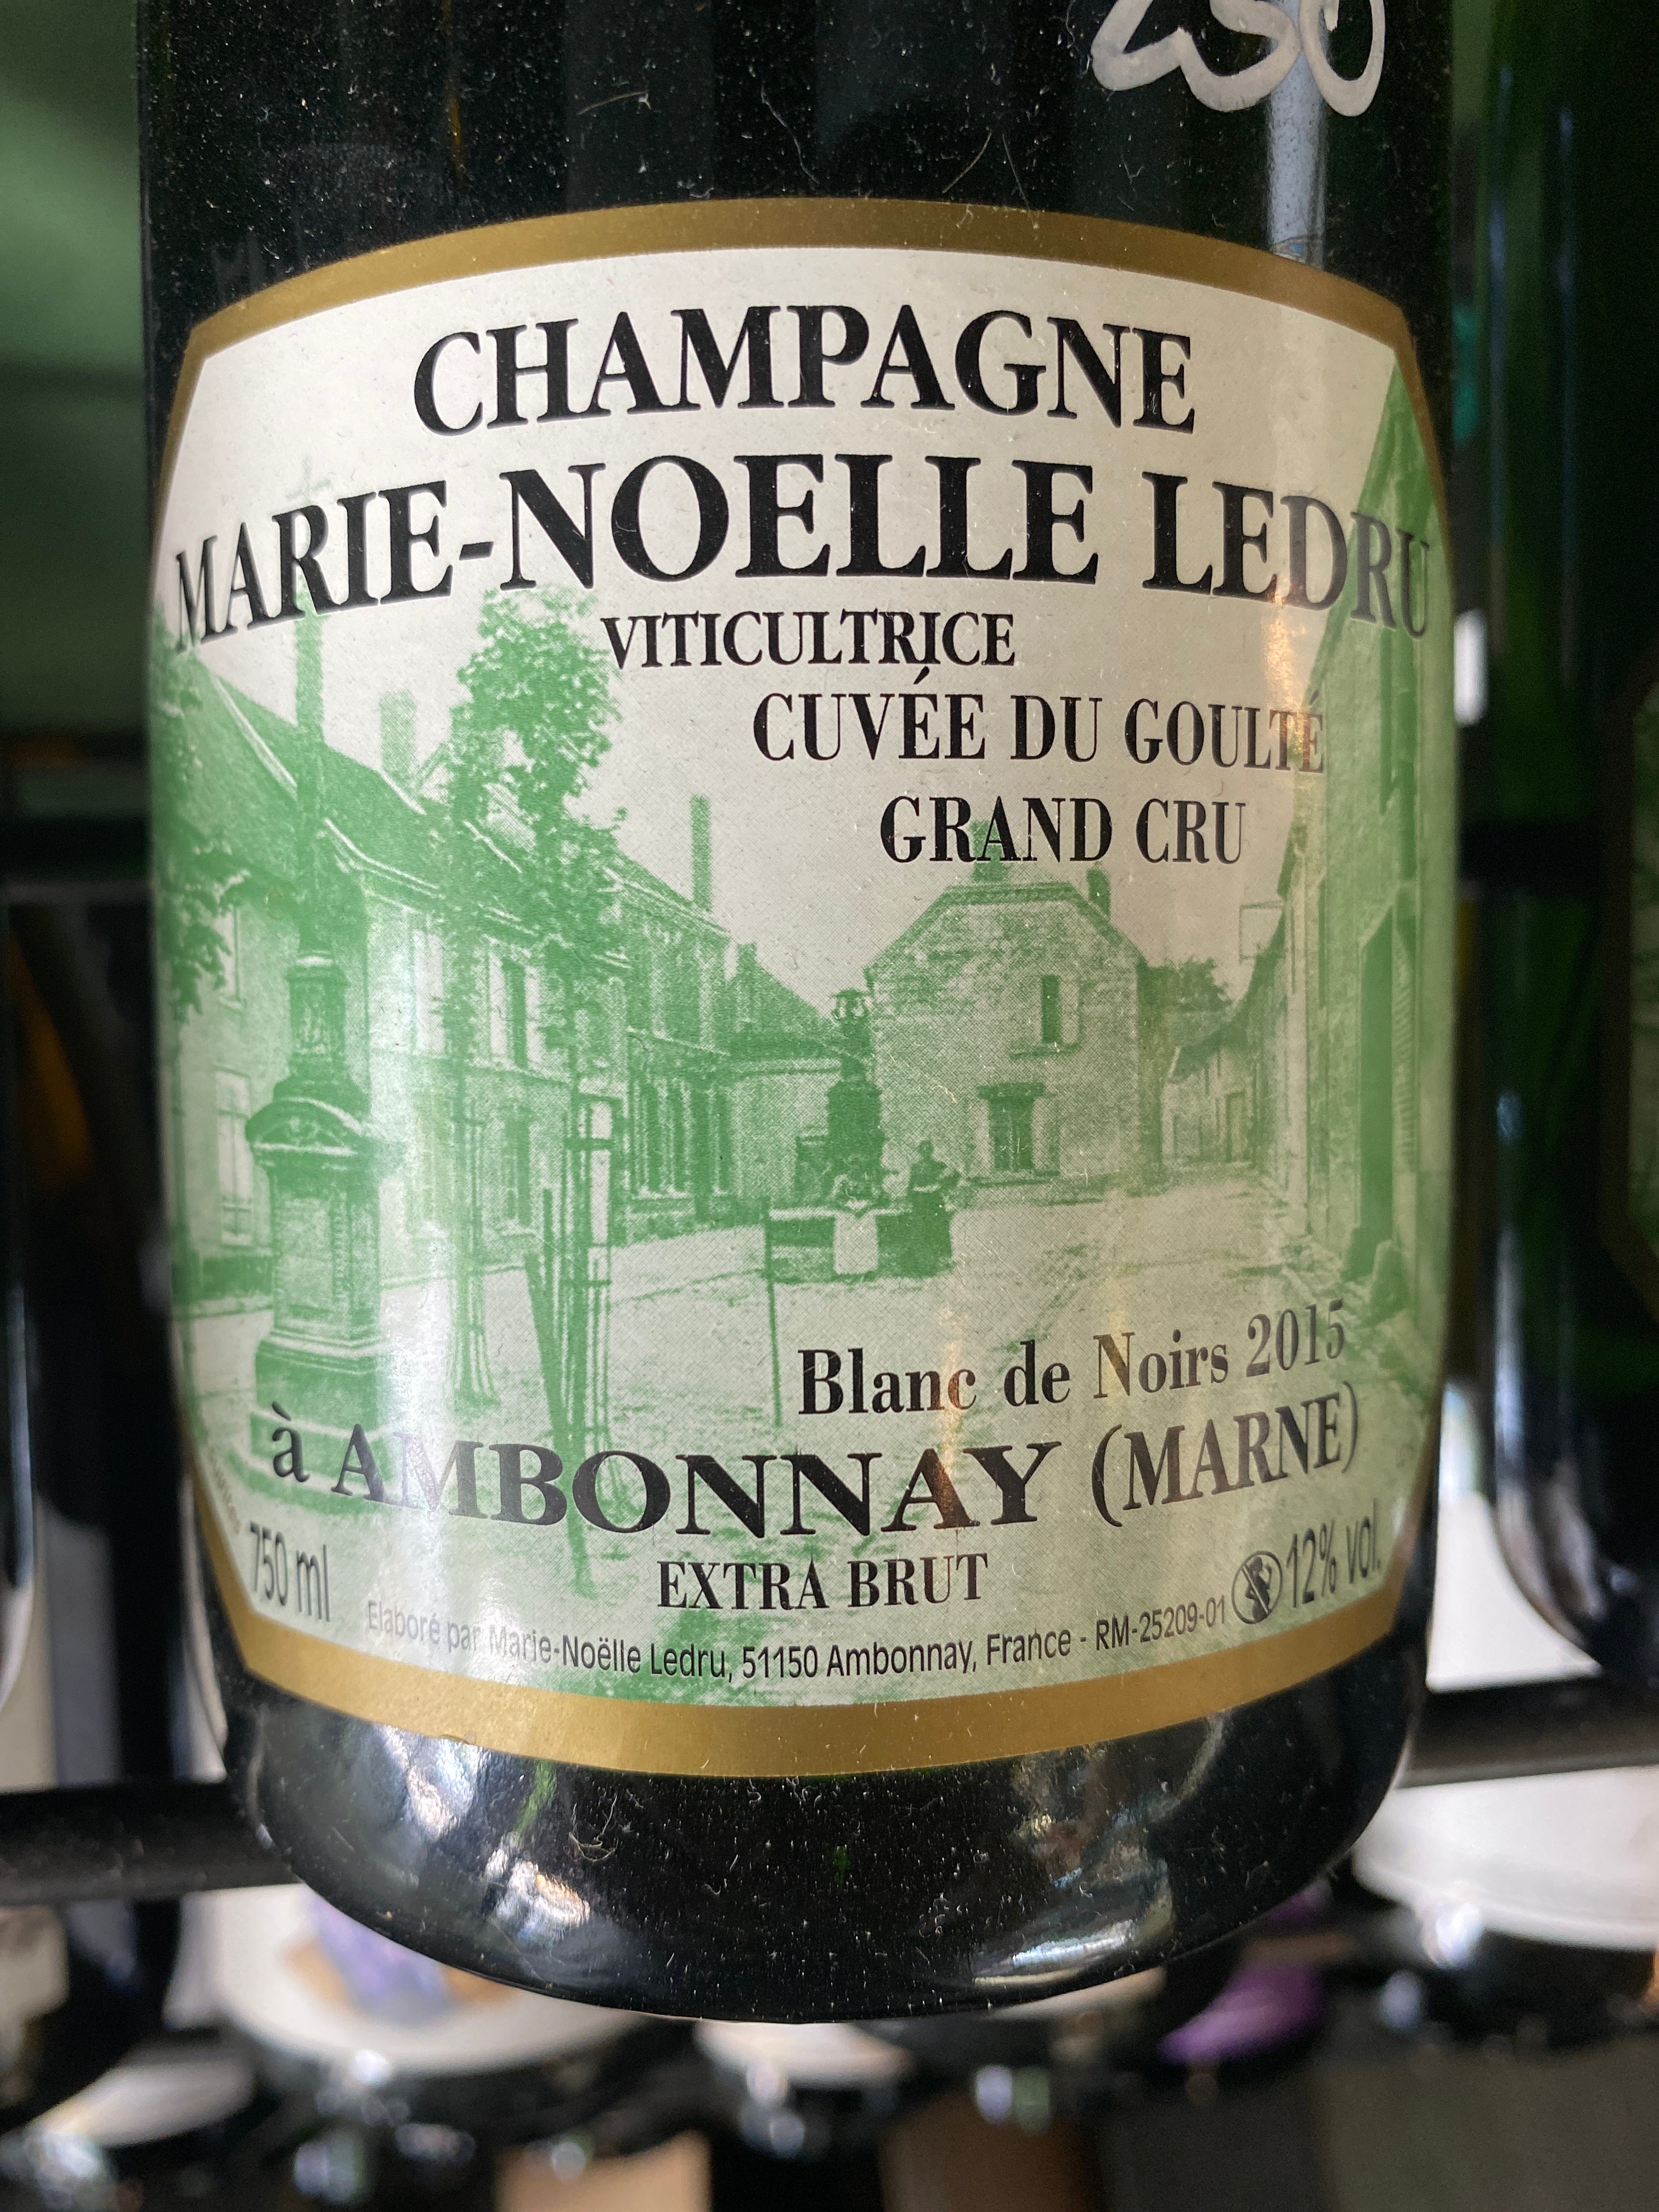 250
CHAMPAGNE
MARIE-NOELLE LEDRU
VITICULTRICE
CUVÉE DU GOULTÉ
GRAND CRU
Blanc de Noirs 2015
à AMBONNAY (MARNE)
EXTRA BRUT
750 ml
12% vol.
Elaboré par Marie-Noëlle Ledru, 51150 Ambonnay, France - RM-25209-01